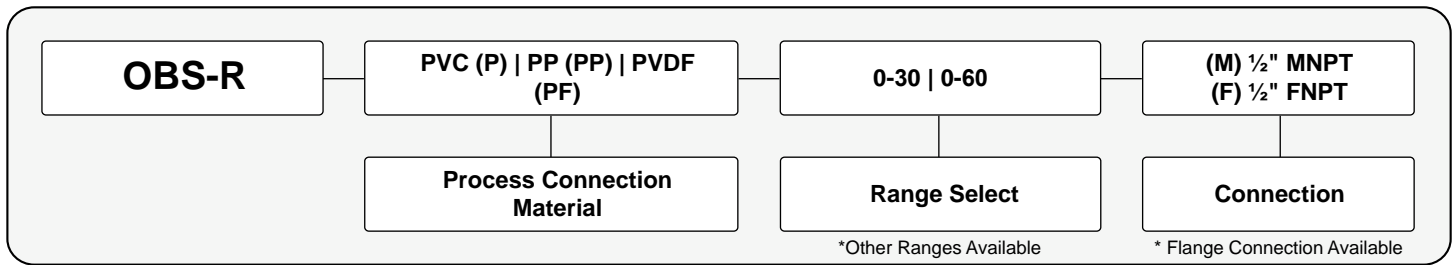 OBS-R
PVC (P) | PP (PP) | PVDF
(PF)
0-30 | 0-60
(M) ½" MNPT
(F) ½" FNPT
Process Connection
Material
Range Select
Connection
*Other Ranges Available
* Flange Connection Available